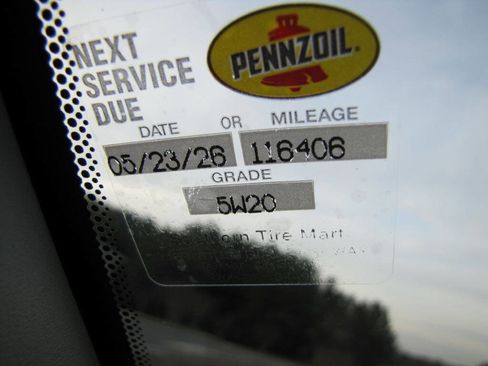 PENNZOIL
NEXT
SERVICE
DUE
DATE OR MILEAGE
05/23/26 116406
GRADE
5W20
Tire Mart